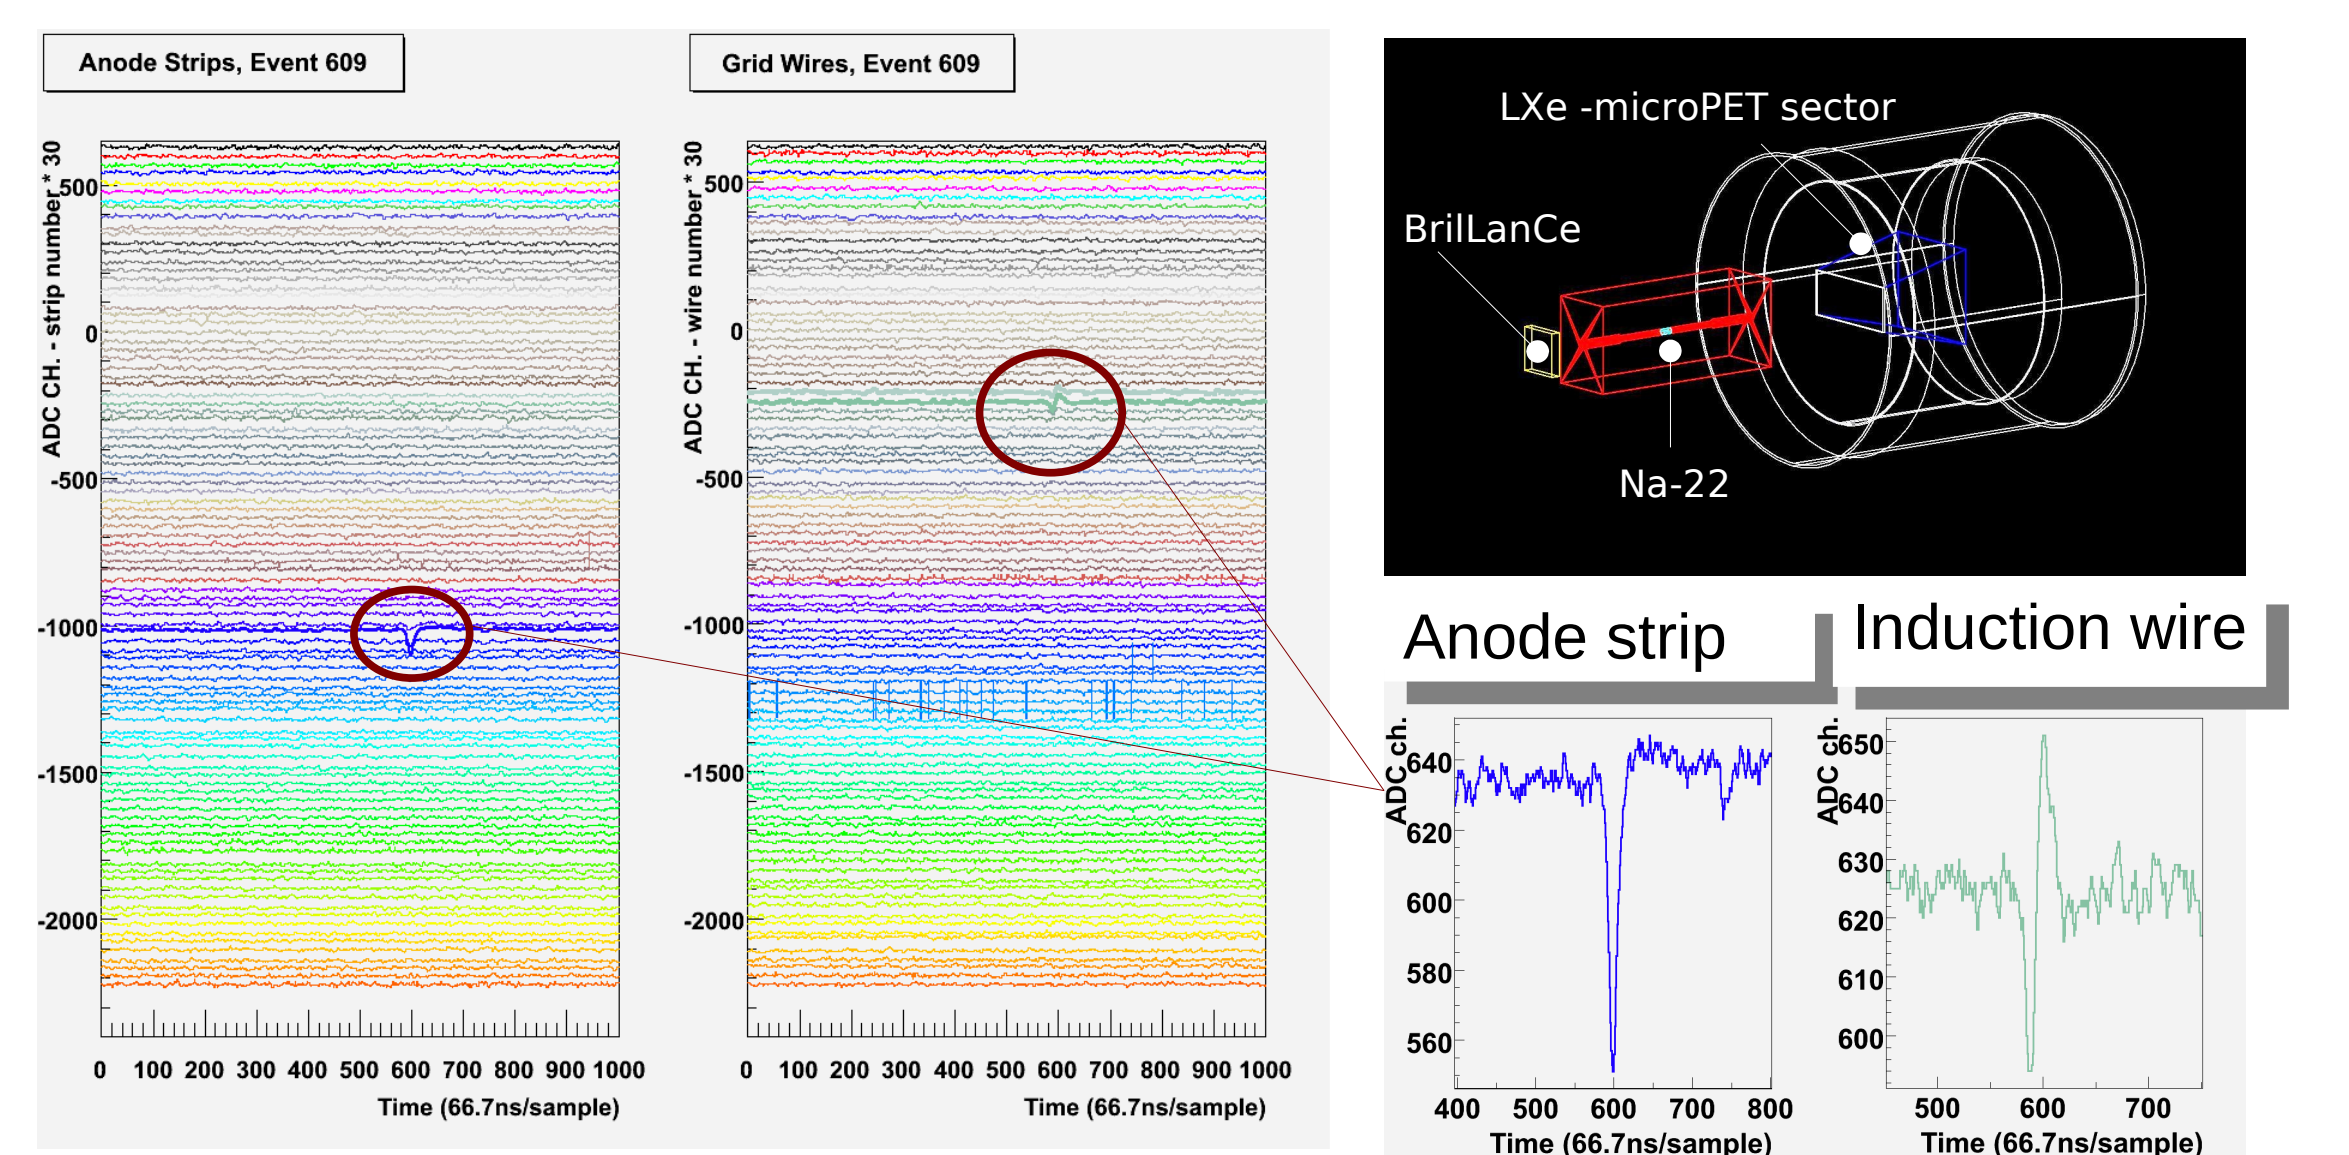 Anode Strips, Event 609
ADC CH. - strip number * 30
500
0
-500
-1000
-1500
-2000
0 100 200 300 400 500 600 700 800 900 1000
Time (66.7ns/sample)
Grid Wires, Event 609
ADC CH. - wire number * 30
500
0
-500
-1000
-1500
-2000
0 100 200 300 400 500 600 700 800 900 1000
Time (66.7ns/sample)
LXe -microPET sector
BrilLanCe
Na-22
Anode strip
ADC ch.
640
620
600
580
560
400 500 600 700 800
Time (66.7ns/sample)
Induction wire
ADC ch.
650
640
630
620
610
600
500 600 700
Time (66.7ns/sample)